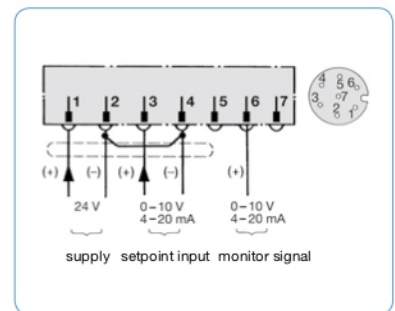 1 2 3 4 5 6 7
4 5 6
3 7
2 1
(+) (−) (+) (−) (+)
24 V 0–10 V 0–10 V
4–20 mA 4–20 mA
supply setpoint input monitor signal